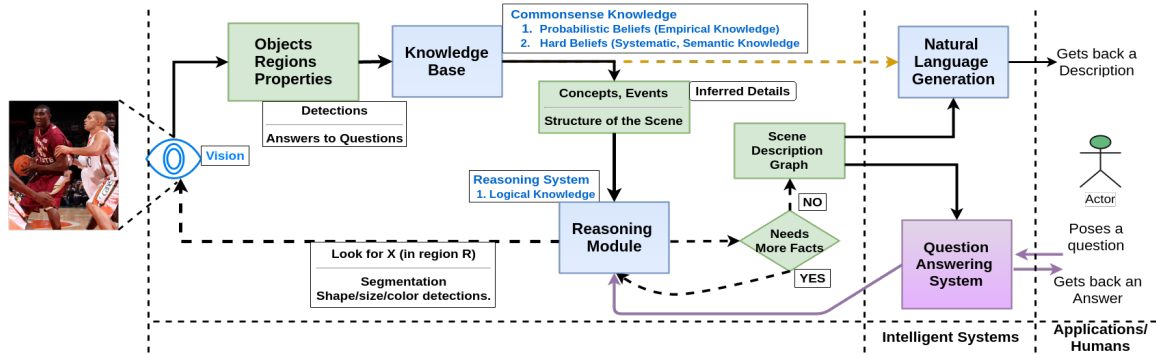 Commonsense Knowledge
1. Probabilistic Beliefs (Empirical Knowledge)
2. Hard Beliefs (Systematic, Semantic Knowledge
Objects
Regions
Properties
Knowledge
Base
Natural
Language
Generation
Gets back a
Description
Detections
Answers to Questions
Concepts, Events
Structure of the Scene
Inferred Details
Vision
Scene
Description
Graph
Reasoning System
1. Logical Knowledge
Reasoning
Module
NO
Needs
More Facts
YES
Actor
Poses a
question
Gets back an
Answer
Question
Answering
System
Look for X (in region R)
Segmentation
Shape/size/color detections.
Intelligent Systems
Applications/
Humans